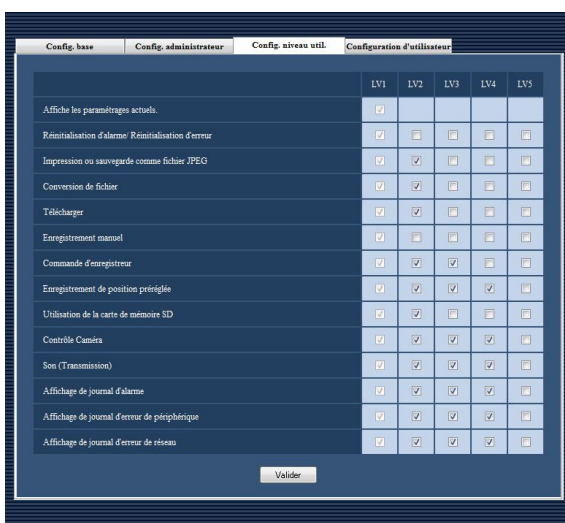 Config. base Config. administrateur Config. niveau util. Configuration d'utilisateur
LV1 LV2 LV3 LV4 LV5
Affiche les paramétrages actuels.
Réinitialisation d'alarme/ Réinitialisation d'erreur
Impression ou sauvegarde comme fichier JPEG
Conversion de fichier
Télécharger
Enregistrement manuel
Commande d'enregistreur
Enregistrement de position préréglée
Utilisation de la carte de mémoire SD
Contrôle Caméra
Son (Transmission)
Affichage de journal d'alarme
Affichage de journal d'erreur de périphérique
Affichage de journal d'erreur de réseau
Valider